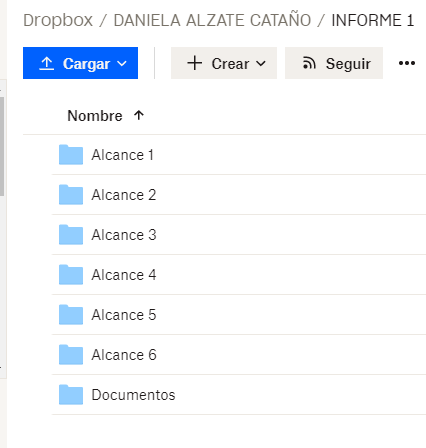 Dropbox / DANIELA ALZATE CATAÑO / INFORME 1
Cargar Crear Seguir
Nombre
Alcance 1
Alcance 2
Alcance 3
Alcance 4
Alcance 5
Alcance 6
Documentos